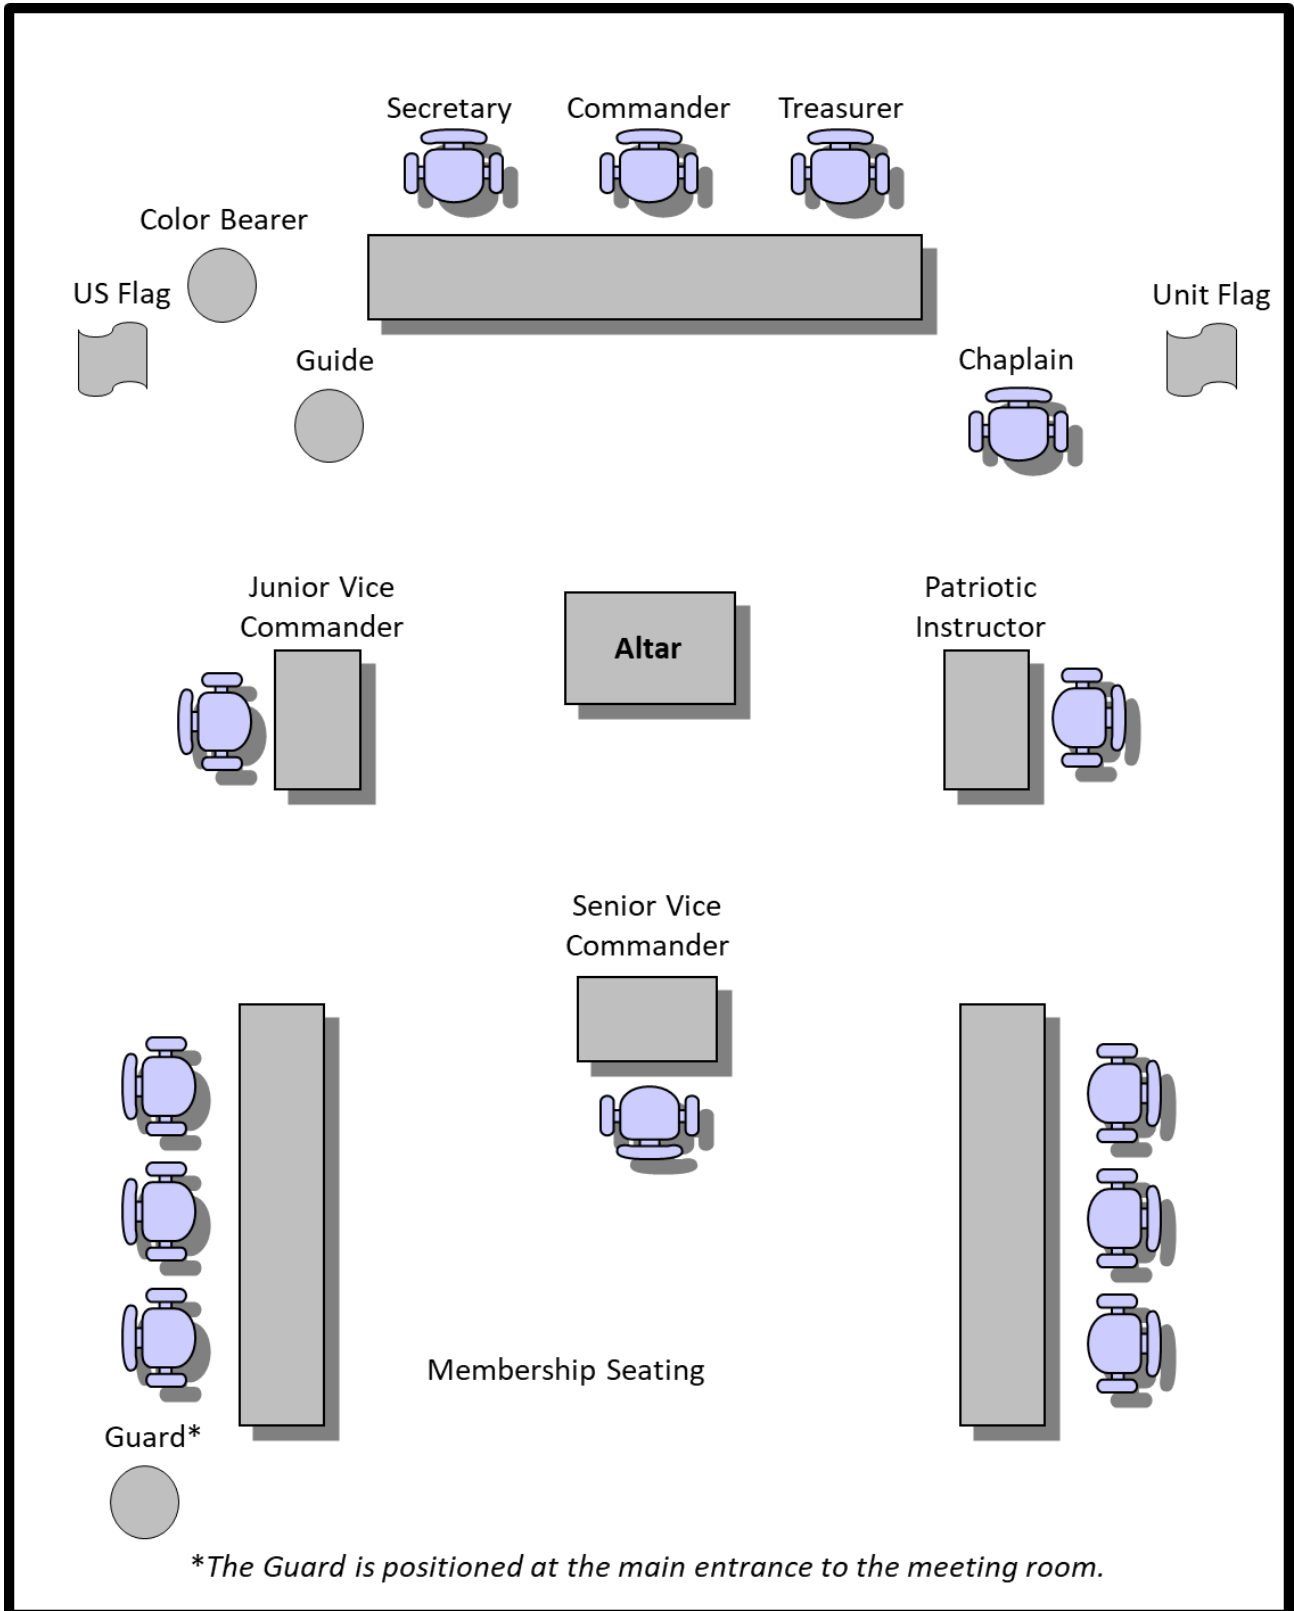 Secretary
Commander
Treasurer
Color Bearer
US Flag
Unit Flag
Guide
Chaplain
Junior Vice
Commander
Altar
Patriotic
Instructor
Senior Vice
Commander
Membership Seating
Guard*
*The Guard is positioned at the main entrance to the meeting room.